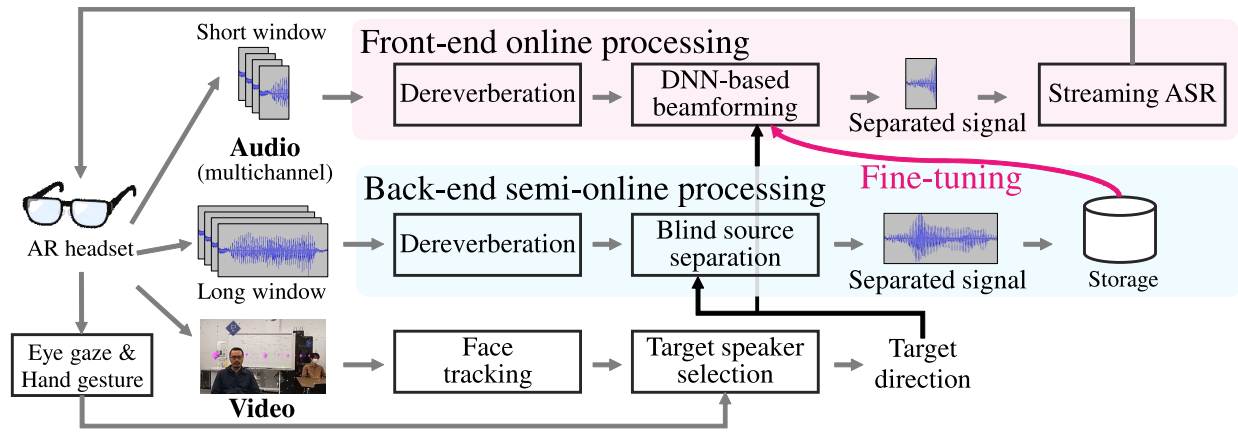 Short window
Front-end online processing
Dereverberation
DNN-based
beamforming
Separated signal
Streaming ASR
Audio
(multichannel)
Fine-tuning
Back-end semi-online processing
AR headset
Dereverberation
Blind source
separation
Separated signal
Storage
Long window
Eye gaze &
Hand gesture
Video
Face
tracking
Target speaker
selection
Target
direction